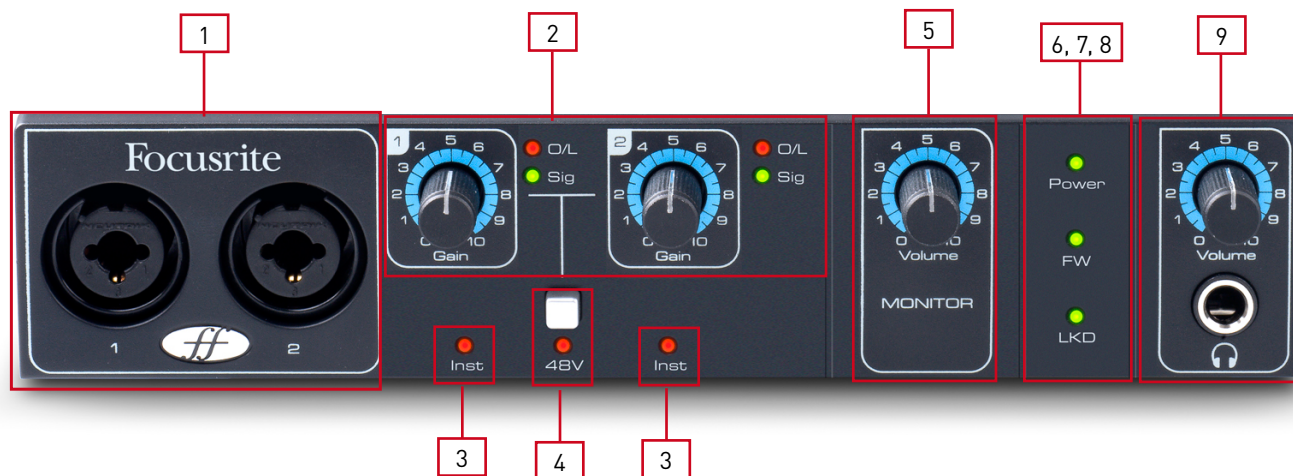 1
2
5
6, 7, 8
9
Focusrite
1
2
ff
1
0 1 2 3 4 5 6 7 8 9 10
Gain
O/L
Sig
2
0 1 2 3 4 5 6 7 8 9 10
Gain
O/L
Sig
Inst
48V
Inst
0 1 2 3 4 5 6 7 8 9 10
Volume
MONITOR
Power
FW
LKD
0 1 2 3 4 5 6 7 8 9 10
Volume
3
4
3